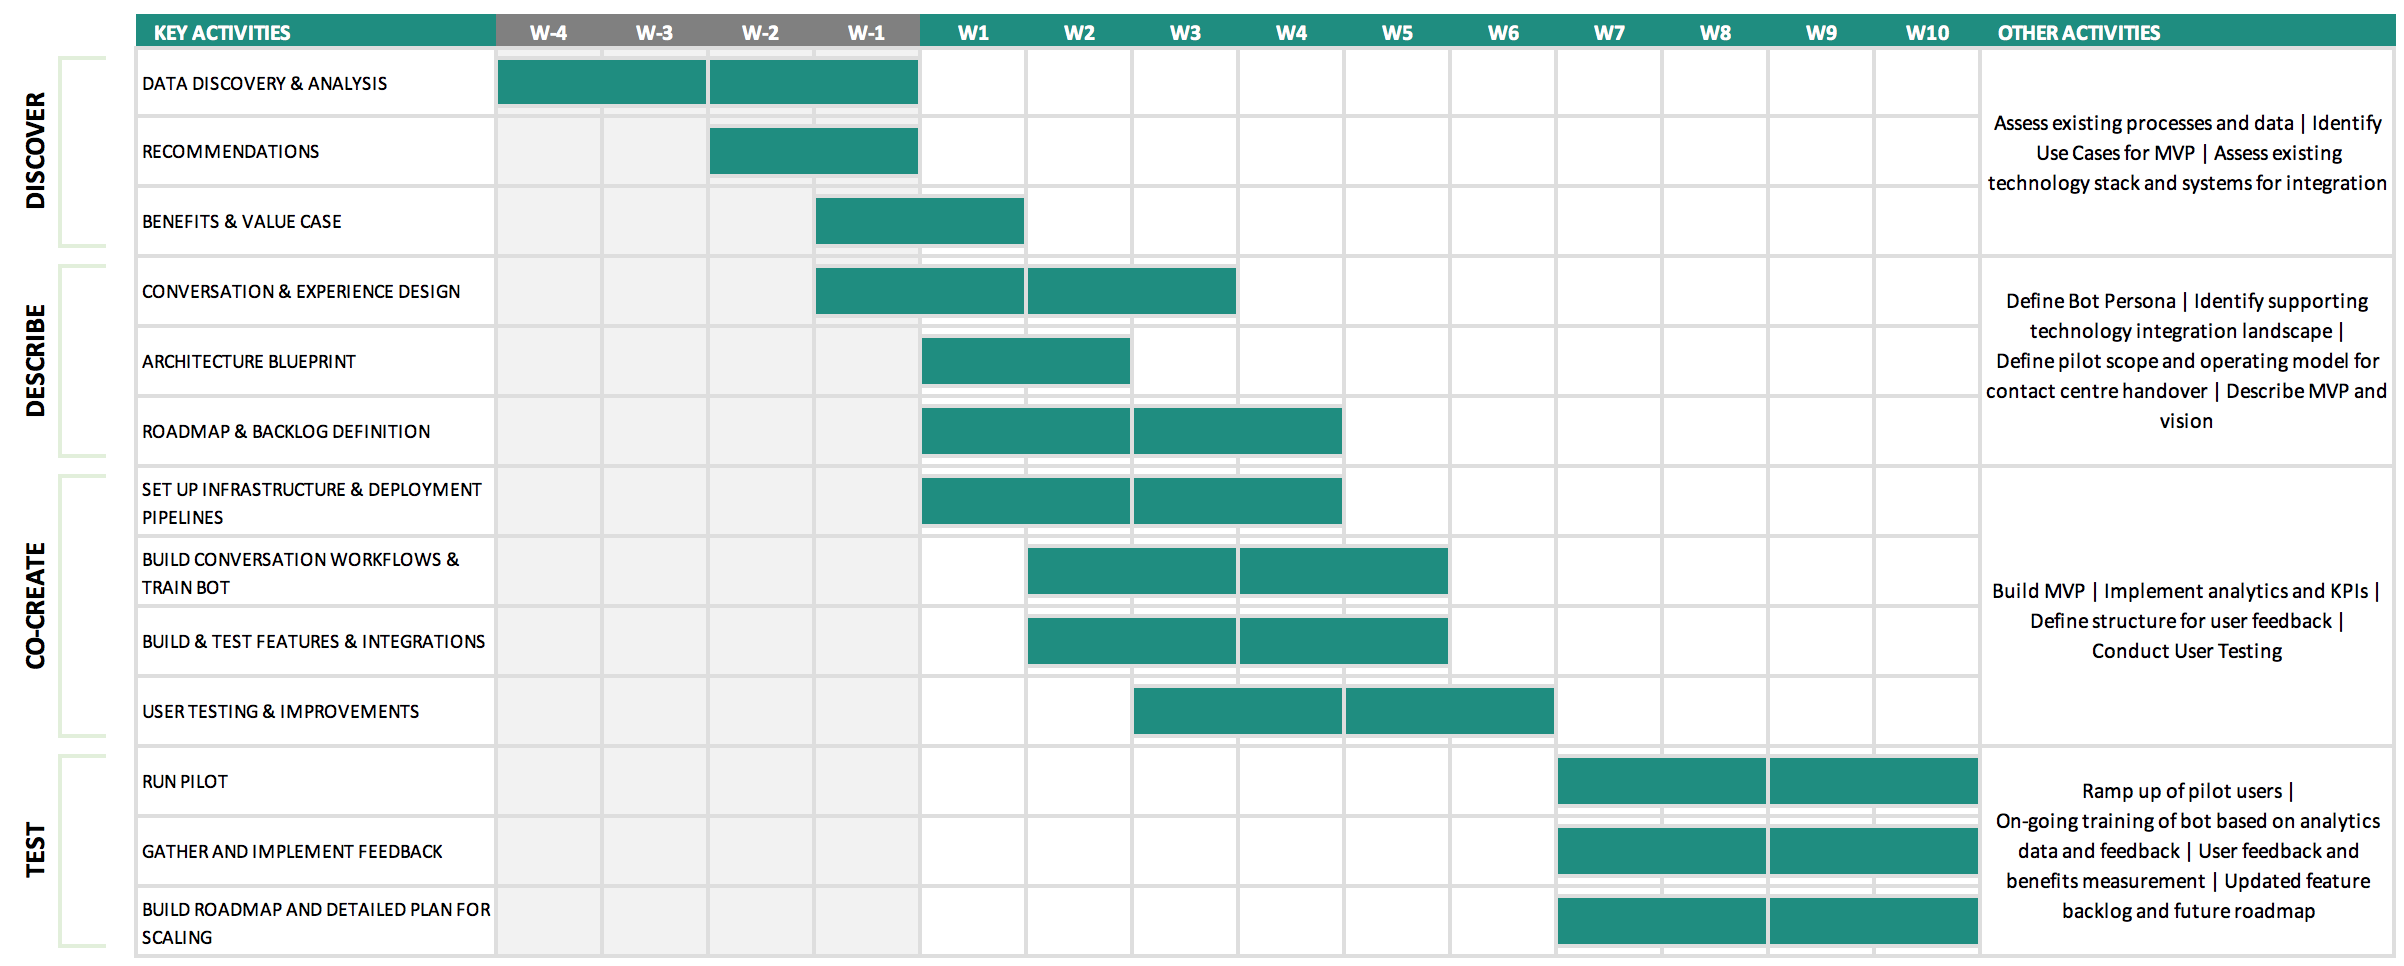 KEY ACTIVITIES W-4 W-3 W-2 W-1 W1 W2 W3 W4 W5 W6 W7 W8 W9 W10 OTHER ACTIVITIES
DISCOVER
DATA DISCOVERY & ANALYSIS
RECOMMENDATIONS
BENEFITS & VALUE CASE
Assess existing processes and data | Identify
Use Cases for MVP | Assess existing
technology stack and systems for integration
DESCRIBE
CONVERSATION & EXPERIENCE DESIGN
ARCHITECTURE BLUEPRINT
ROADMAP & BACKLOG DEFINITION
Define Bot Persona | Identify supporting
technology integration landscape |
Define pilot scope and operating model for
contact centre handover | Describe MVP and
vision
CO-CREATE
SET UP INFRASTRUCTURE & DEPLOYMENT
PIPELINES
BUILD CONVERSATION WORKFLOWS &
TRAIN BOT
BUILD & TEST FEATURES & INTEGRATIONS
USER TESTING & IMPROVEMENTS
Build MVP | Implement analytics and KPIs |
Define structure for user feedback |
Conduct User Testing
TEST
RUN PILOT
GATHER AND IMPLEMENT FEEDBACK
BUILD ROADMAP AND DETAILED PLAN FOR
SCALING
Ramp up of pilot users |
On-going training of bot based on analytics
data and feedback | User feedback and
benefits measurement | Updated feature
backlog and future roadmap